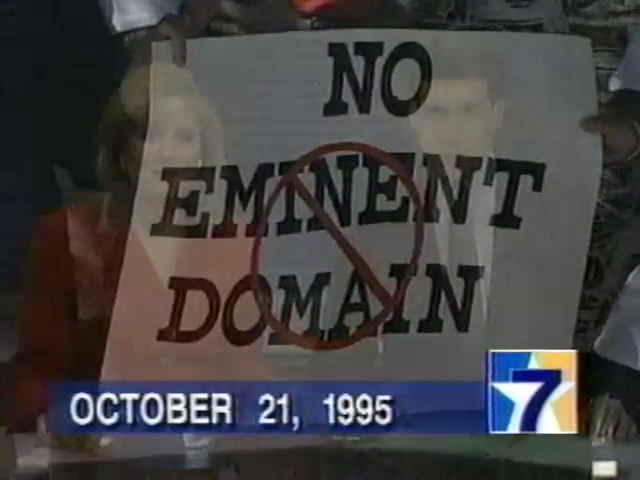 NO
EMINENT
DOMAIN
OCTOBER 21, 1995
7